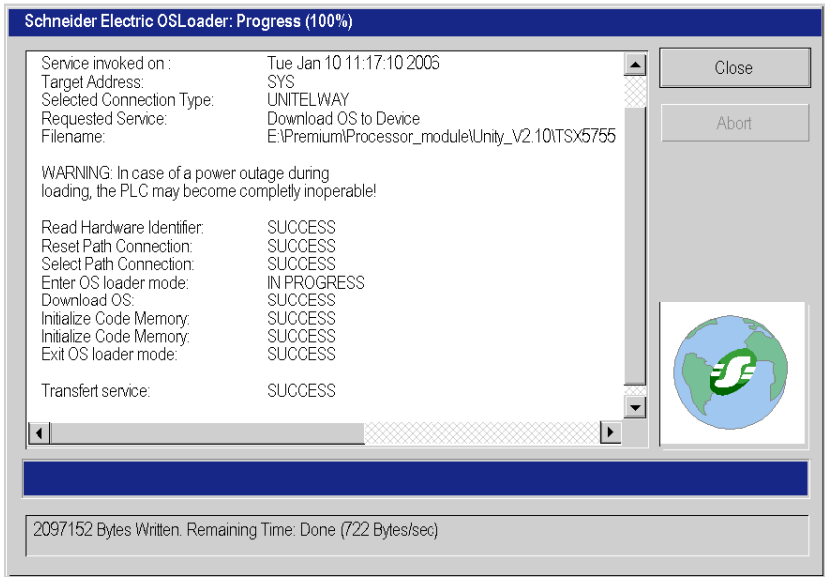 Schneider Electric OSLoader: Progress (100%)
Service invoked on : Tue Jan 10 11:17:10 2006
Target Address: SYS
Selected Connection Type: UNITELWAY
Requested Service: Download OS to Device
Filename: E:\Premium\Processor_module\Unity_V2.10\TSX5755
WARNING: In case of a power outage during
loading, the PLC may become completly inoperable!
Read Hardware Identifier: SUCCESS
Reset Path Connection: SUCCESS
Select Path Connection: SUCCESS
Enter OS loader mode: IN PROGRESS
Download OS: SUCCESS
Initialize Code Memory: SUCCESS
Initialize Code Memory: SUCCESS
Exit OS loader mode: SUCCESS
Transfert service: SUCCESS
Close
Abort
2097152 Bytes Written. Remaining Time: Done (722 Bytes/sec)